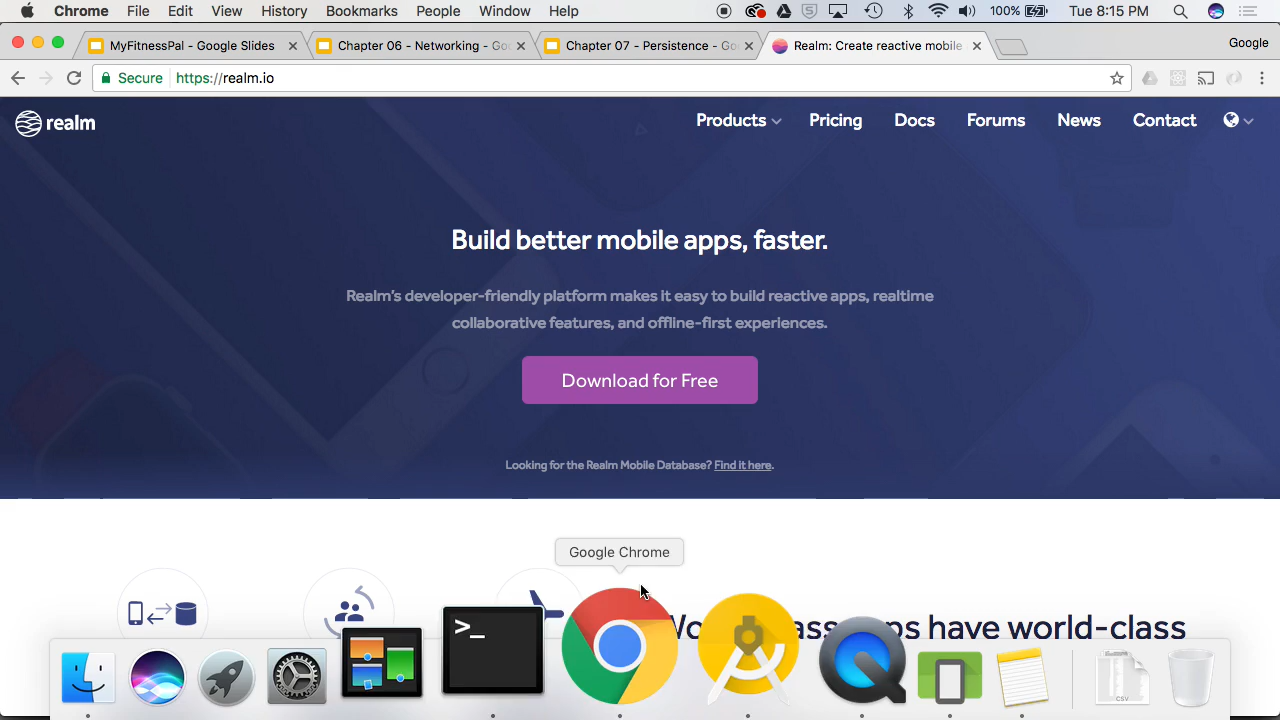 Chrome File Edit View History Bookmarks People Window Help 100% Tue 8:15 PM
MyFitnessPal - Google Slides
Chapter 06 - Networking - Goo
Chapter 07 - Persistence - Go
Realm: Create reactive mobile
Google
Secure https://realm.io
realm
Products Pricing Docs Forums News Contact
Build better mobile apps, faster.
Realm's developer-friendly platform makes it easy to build reactive apps, realtime
collaborative features, and offline-first experiences.
Download for Free
Looking for the Realm Mobile Database? Find it here.
Google Chrome
have world-class
>_
CSV